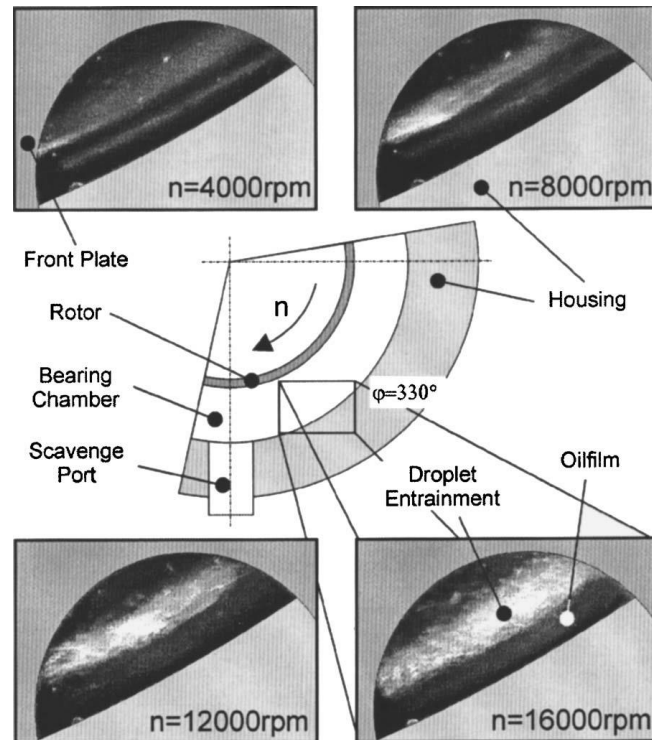 n=4000rpm
n=8000rpm
Front Plate
Housing
Rotor
n
Bearing
Chamber
φ=330°
Scavenge
Port
Droplet
Entrainment
Oilfilm
n=12000rpm
n=16000rpm